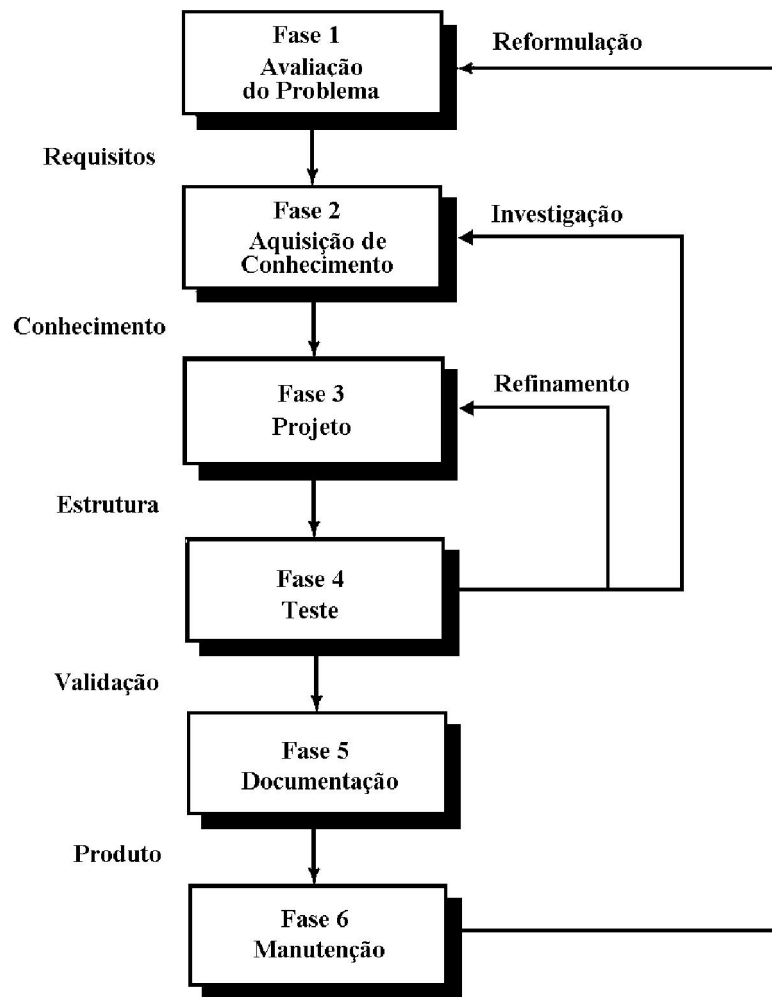 Fase 1
Avaliação
do Problema
Reformulação
Requisitos
Fase 2
Aquisição de
Conhecimento
Investigação
Conhecimento
Fase 3
Projeto
Refinamento
Estrutura
Fase 4
Teste
Validação
Fase 5
Documentação
Produto
Fase 6
Manutenção